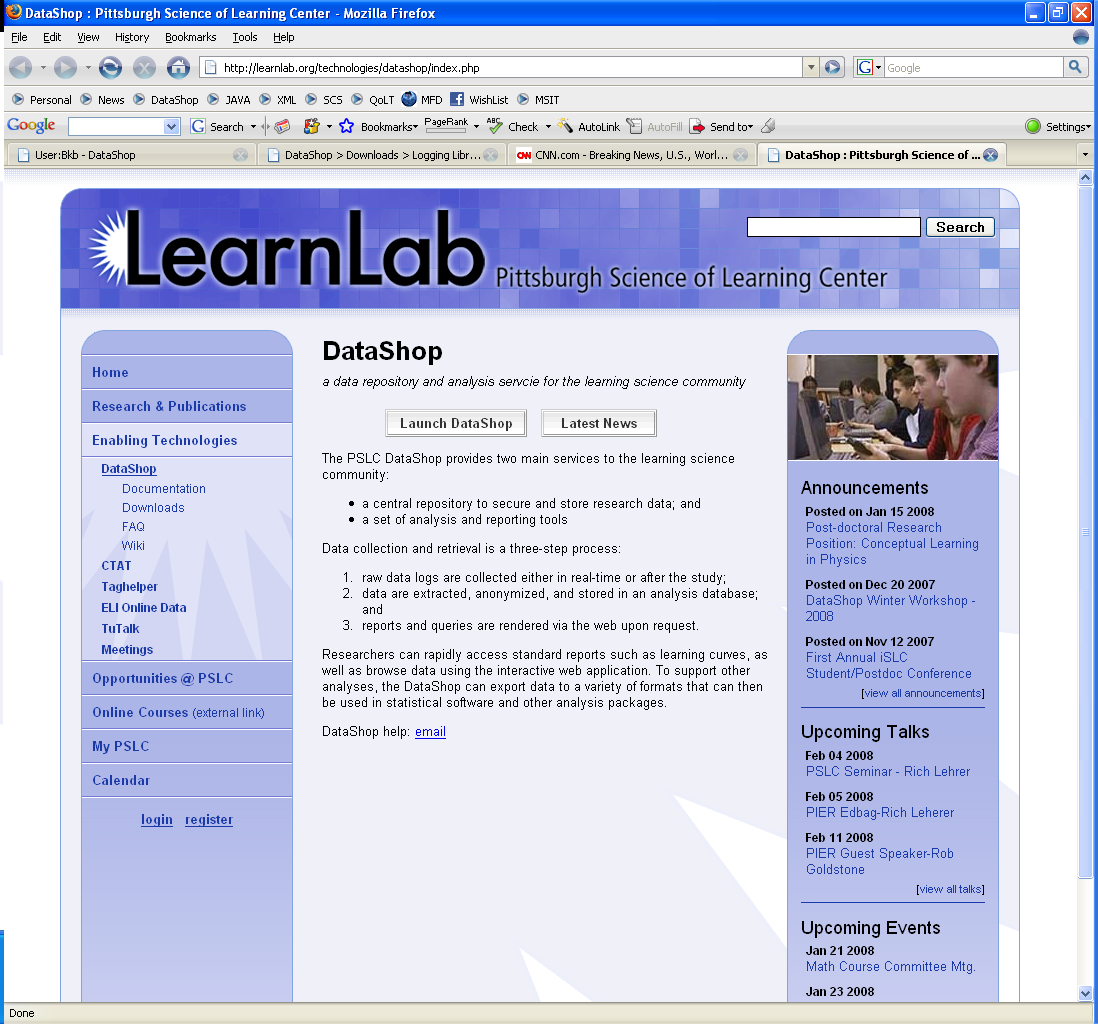 DataShop : Pittsburgh Science of Learning Center - Mozilla Firefox
File Edit View History Bookmarks Tools Help
http://learnlab.org/technologies/datashop/index.php
G Google
Personal News DataShop JAVA XML SCS QoLT MFD WishList MSIT
Google G Search Bookmarks PageRank ABC Check AutoLink AutoFill Send to Settings
User:Bkb - DataShop
DataShop > Downloads > Logging Libr...
CNN CNN.com - Breaking News, U.S., Worl...
DataShop : Pittsburgh Science of ...
LearnLab Pittsburgh Science of Learning Center
Search
Home
Research & Publications
Enabling Technologies
DataShop
Documentation
Downloads
FAQ
Wiki
CTAT
Taghelper
ELI Online Data
TuTalk
Meetings
Opportunities @ PSLC
Online Courses (external link)
My PSLC
Calendar
login register
DataShop
a data repository and analysis servcie for the learning science community
Launch DataShop Latest News
The PSLC DataShop provides two main services to the learning science
community:
• a central repository to secure and store research data; and
• a set of analysis and reporting tools
Data collection and retrieval is a three-step process:
1. raw data logs are collected either in real-time or after the study;
2. data are extracted, anonymized, and stored in an analysis database;
and
3. reports and queries are rendered via the web upon request.
Researchers can rapidly access standard reports such as learning curves, as
well as browse data using the interactive web application. To support other
analyses, the DataShop can export data to a variety of formats that can then
be used in statistical software and other analysis packages.
DataShop help: email
Announcements
Posted on Jan 15 2008
Post-doctoral Research
Position: Conceptual Learning
in Physics
Posted on Dec 20 2007
DataShop Winter Workshop -
2008
Posted on Nov 12 2007
First Annual iSLC
Student/Postdoc Conference
[view all announcements]
Upcoming Talks
Feb 04 2008
PSLC Seminar - Rich Lehrer
Feb 05 2008
PIER Edbag-Rich Leherer
Feb 11 2008
PIER Guest Speaker-Rob
Goldstone
[view all talks]
Upcoming Events
Jan 21 2008
Math Course Committee Mtg.
Jan 23 2008
Done